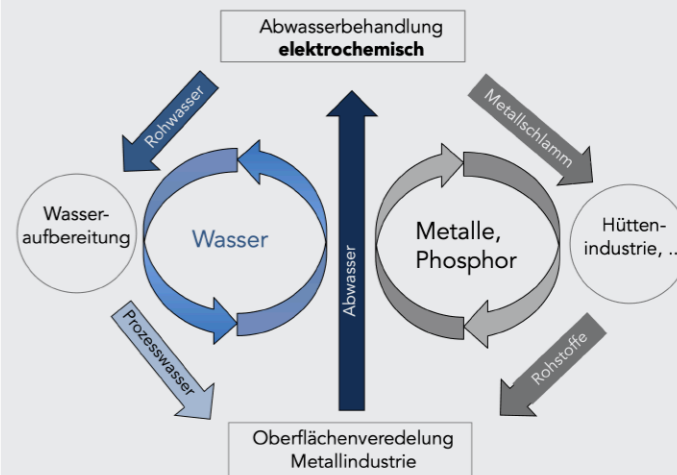 Abwasserbehandlung
elektrochemisch
Rohwasser
Metallschlamm
Wasser-
aufbereitung
Wasser
Abwasser
Metalle,
Phosphor
Hütten-
industrie, ..
Prozesswasser
Rohstoffe
Oberflächenveredelung
Metallindustrie